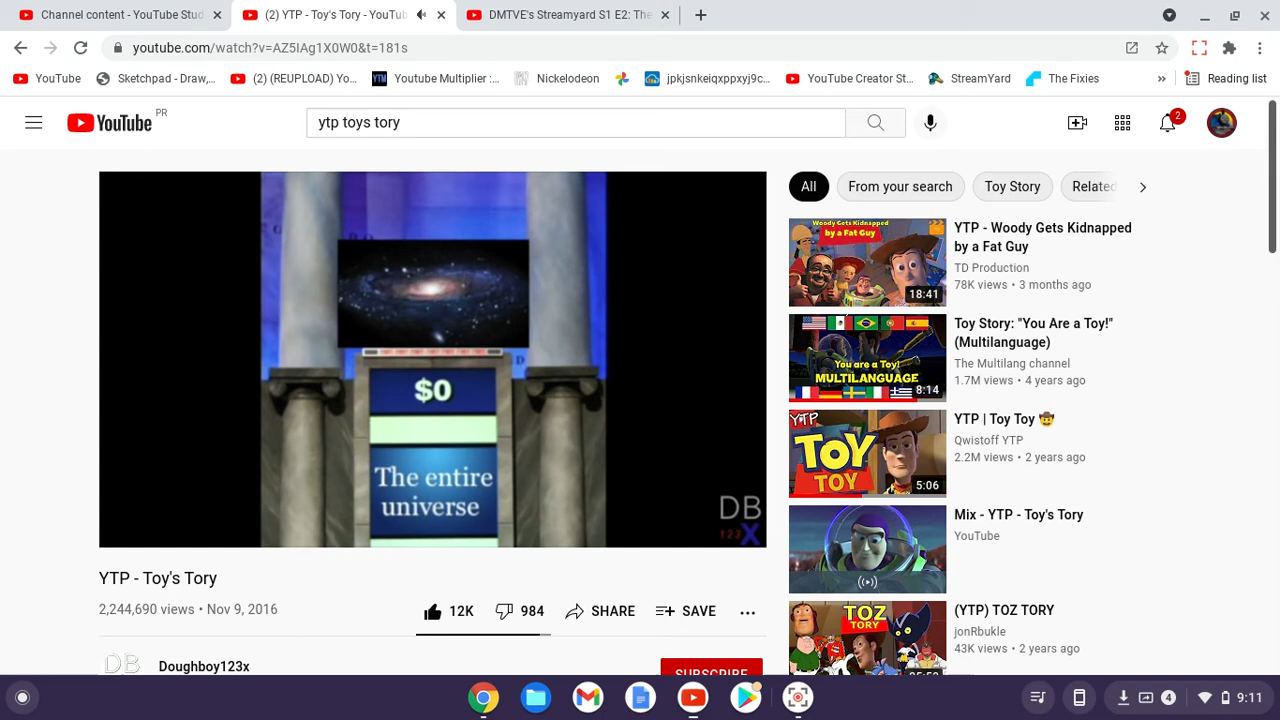 Channel content - YouTube Stud
(2) YTP - Toy's Tory - YouTub
DMTVE's Streamyard S1 E2: The
youtube.com/watch?v=AZ5IAg1X0W0&t=181s
YouTube
Sketchpad - Draw,...
(2) (REUPLOAD) Yo...
YTM
Youtube Multiplier :...
Nickelodeon
jpkjsnkeiqxppxyj9c...
YouTube Creator St...
StreamYard
The Fixies
»
Reading list
YouTube
PR
ytp toys tory
2
$0
The entire
universe
DB
123X
All
From your search
Toy Story
Related
Woody Gets Kidnapped
by a Fat Guy
18:41
YTP - Woody Gets Kidnapped
by a Fat Guy
TD Production
78K views • 3 months ago
You are a Toy!
MULTILANGUAGE
8:14
Toy Story: "You Are a Toy!"
(Multilanguage)
The Multilang channel
1.7M views • 4 years ago
YTP
TOY
TOY
5:06
YTP | Toy Toy 🤠
Qwistoff YTP
2.2M views • 2 years ago
Mix - YTP - Toy's Tory
YouTube
TOZ
TORY
(YTP) TOZ TORY
jonRbukle
43K views • 2 years ago
YTP - Toy's Tory
2,244,690 views • Nov 9, 2016
12K
984
SHARE
SAVE
DB
Doughboy123x
SUBSCRIBE
4
9:11